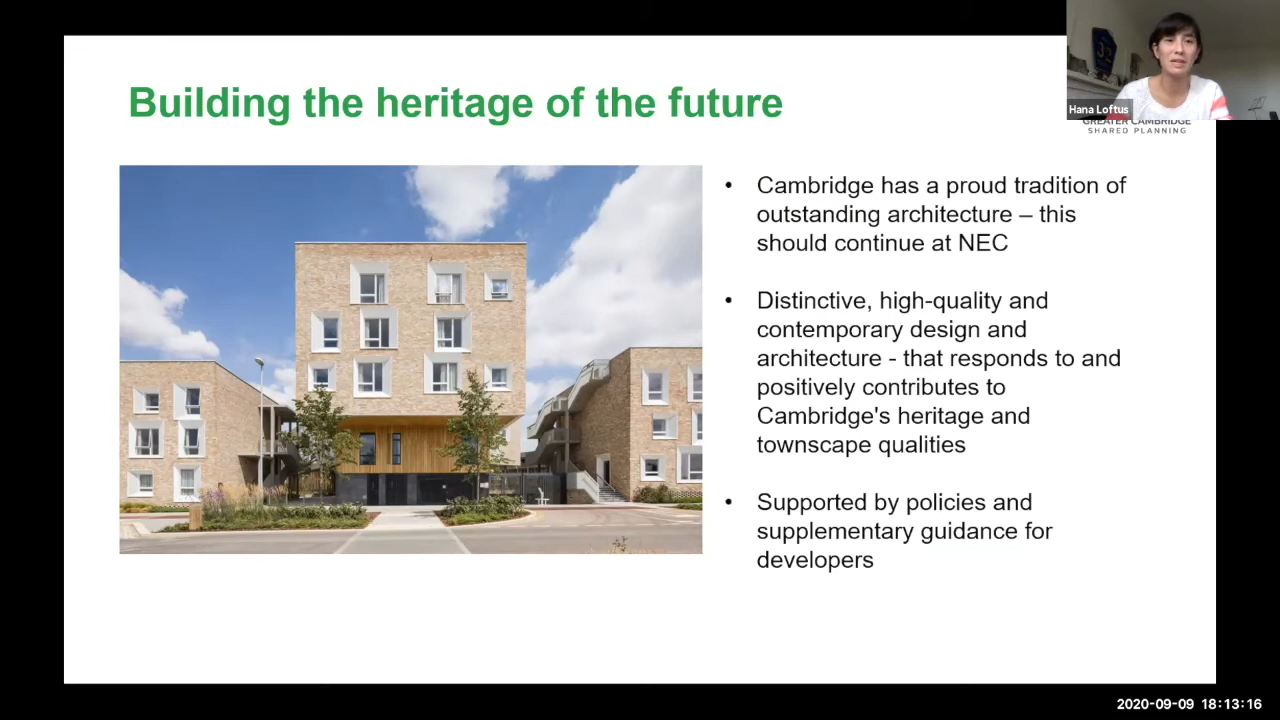 Building the heritage of the future
Hana Loftus
GREATER CAMBRIDGE
SHARED PLANNING
• Cambridge has a proud tradition of
outstanding architecture – this
should continue at NEC
• Distinctive, high-quality and
contemporary design and
architecture - that responds to and
positively contributes to
Cambridge's heritage and
townscape qualities
• Supported by policies and
supplementary guidance for
developers
2020-09-09 18:13:16